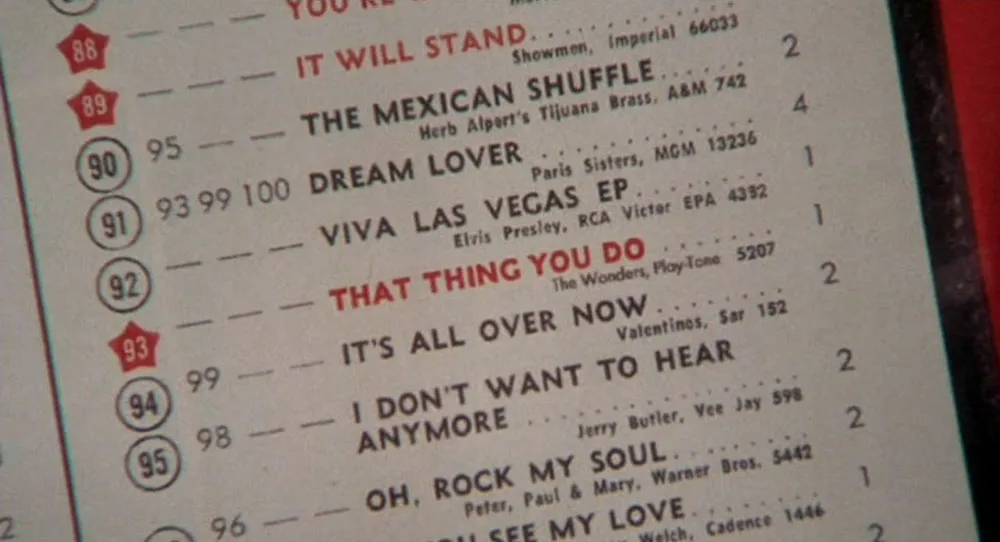 88 — — — YOU'RE
89 — — — IT WILL STAND
Showmen, Imperial 66033
90 95 — — THE MEXICAN SHUFFLE 2
Herb Alpert's Tijuana Brass, A&M 742
91 93 99 100 DREAM LOVER 4
Paris Sisters, MGM 13236
92 — — — VIVA LAS VEGAS EP 1
Elvis Presley, RCA Victor EPA 4382
93 — — — THAT THING YOU DO 1
The Wonders, Play-Tone 5207
94 99 — — IT'S ALL OVER NOW 2
Valentinos, Sar 152
95 98 — — I DON'T WANT TO HEAR
ANYMORE 2
Jerry Butler, Vee Jay 598
96 — — OH, ROCK MY SOUL 2
Peter, Paul & Mary, Warner Bros. 5442
SEE MY LOVE 1
Welch, Cadence 1446
2
2